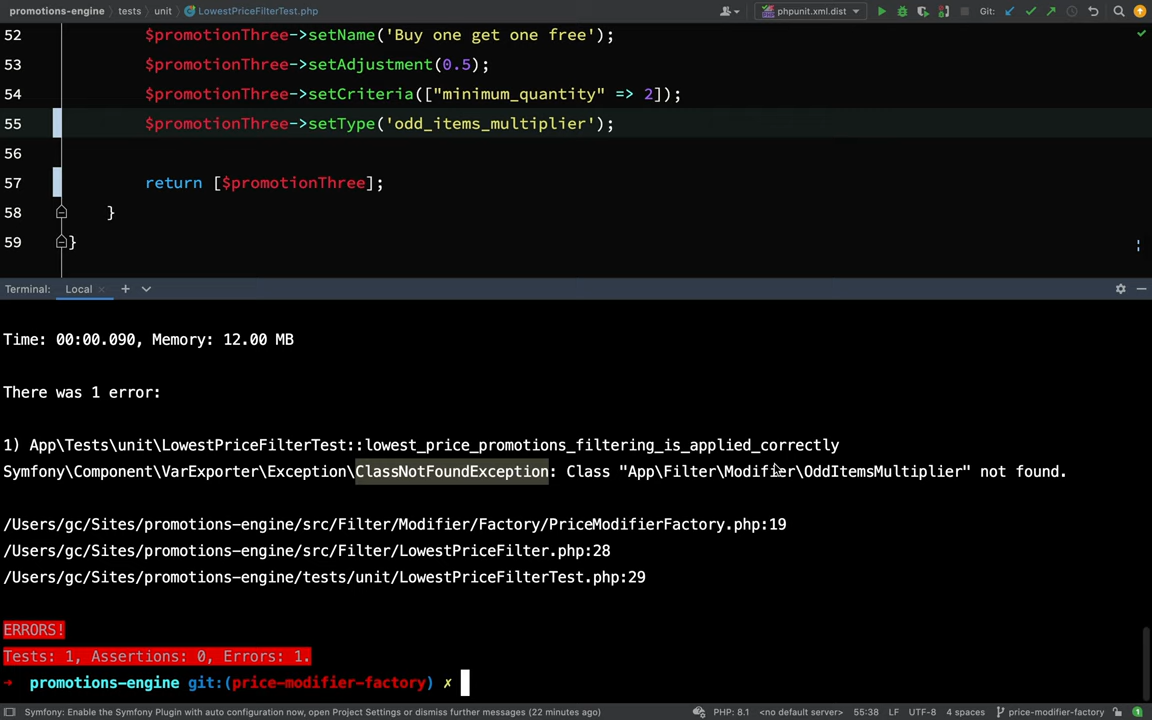 promotions-engine › tests › unit › LowestPriceFilterTest.php phpunit.xml.dist Git:
52 $promotionThree->setName('Buy one get one free');
53 $promotionThree->setAdjustment(0.5);
54 $promotionThree->setCriteria(["minimum_quantity" => 2]);
55 $promotionThree->setType('odd_items_multiplier');
56
57 return [$promotionThree];
58 }
59 }
Terminal: Local × +
Time: 00:00.090, Memory: 12.00 MB
There was 1 error:
1) App\Tests\unit\LowestPriceFilterTest::lowest_price_promotions_filtering_is_applied_correctly
Symfony\Component\VarExporter\Exception\ClassNotFoundException: Class "App\Filter\Modifier\OddItemsMultiplier" not found.
/Users/gc/Sites/promotions-engine/src/Filter/Modifier/Factory/PriceModifierFactory.php:19
/Users/gc/Sites/promotions-engine/src/Filter/LowestPriceFilter.php:28
/Users/gc/Sites/promotions-engine/tests/unit/LowestPriceFilterTest.php:29
ERRORS!
Tests: 1, Assertions: 0, Errors: 1.
→ promotions-engine git:(price-modifier-factory) ✗
Symfony: Enable the Symfony Plugin with auto configuration now, open Project Settings or dismiss further messages (22 minutes ago) PHP: 8.1 <no default server> 55:38 LF UTF-8 4 spaces price-modifier-factory 1